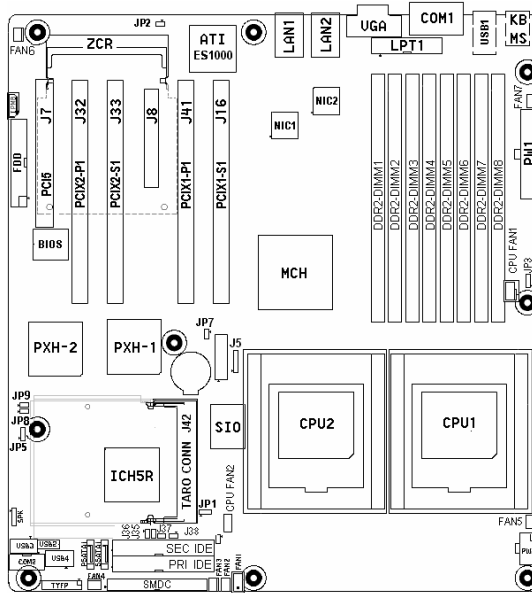 JP2
FAN6
ZCR
ATI
ES1000
LAN1
LAN2
VGA
COM1
LPT1
USB1
KB
MS
FAN7
FDD
J7
PCI5
J32
PCIX2-P1
J33
PCIX2-S1
J8
J41
PCIX1-P1
J16
PCIX1-S1
NIC1
NIC2
DDR2-DIMM1
DDR2-DIMM2
DDR2-DIMM3
DDR2-DIMM4
DDR2-DIMM5
DDR2-DIMM6
DDR2-DIMM7
DDR2-DIMM8
PW1
BIOS
MCH
CPU FAN1
JP3
PXH-2
PXH-1
JP7
J5
JP9
JP8
JP5
J42
TARO CONN
SIO
CPU2
CPU1
ICH5R
JP1
CPU FAN2
SPK
FAN5
J36
J35
J37
J38
USB3
USB2
COM2
USB4
SATA1
SEC IDE
PRI IDE
FAN4
SMDC
FAN3
FAN2
FAN1